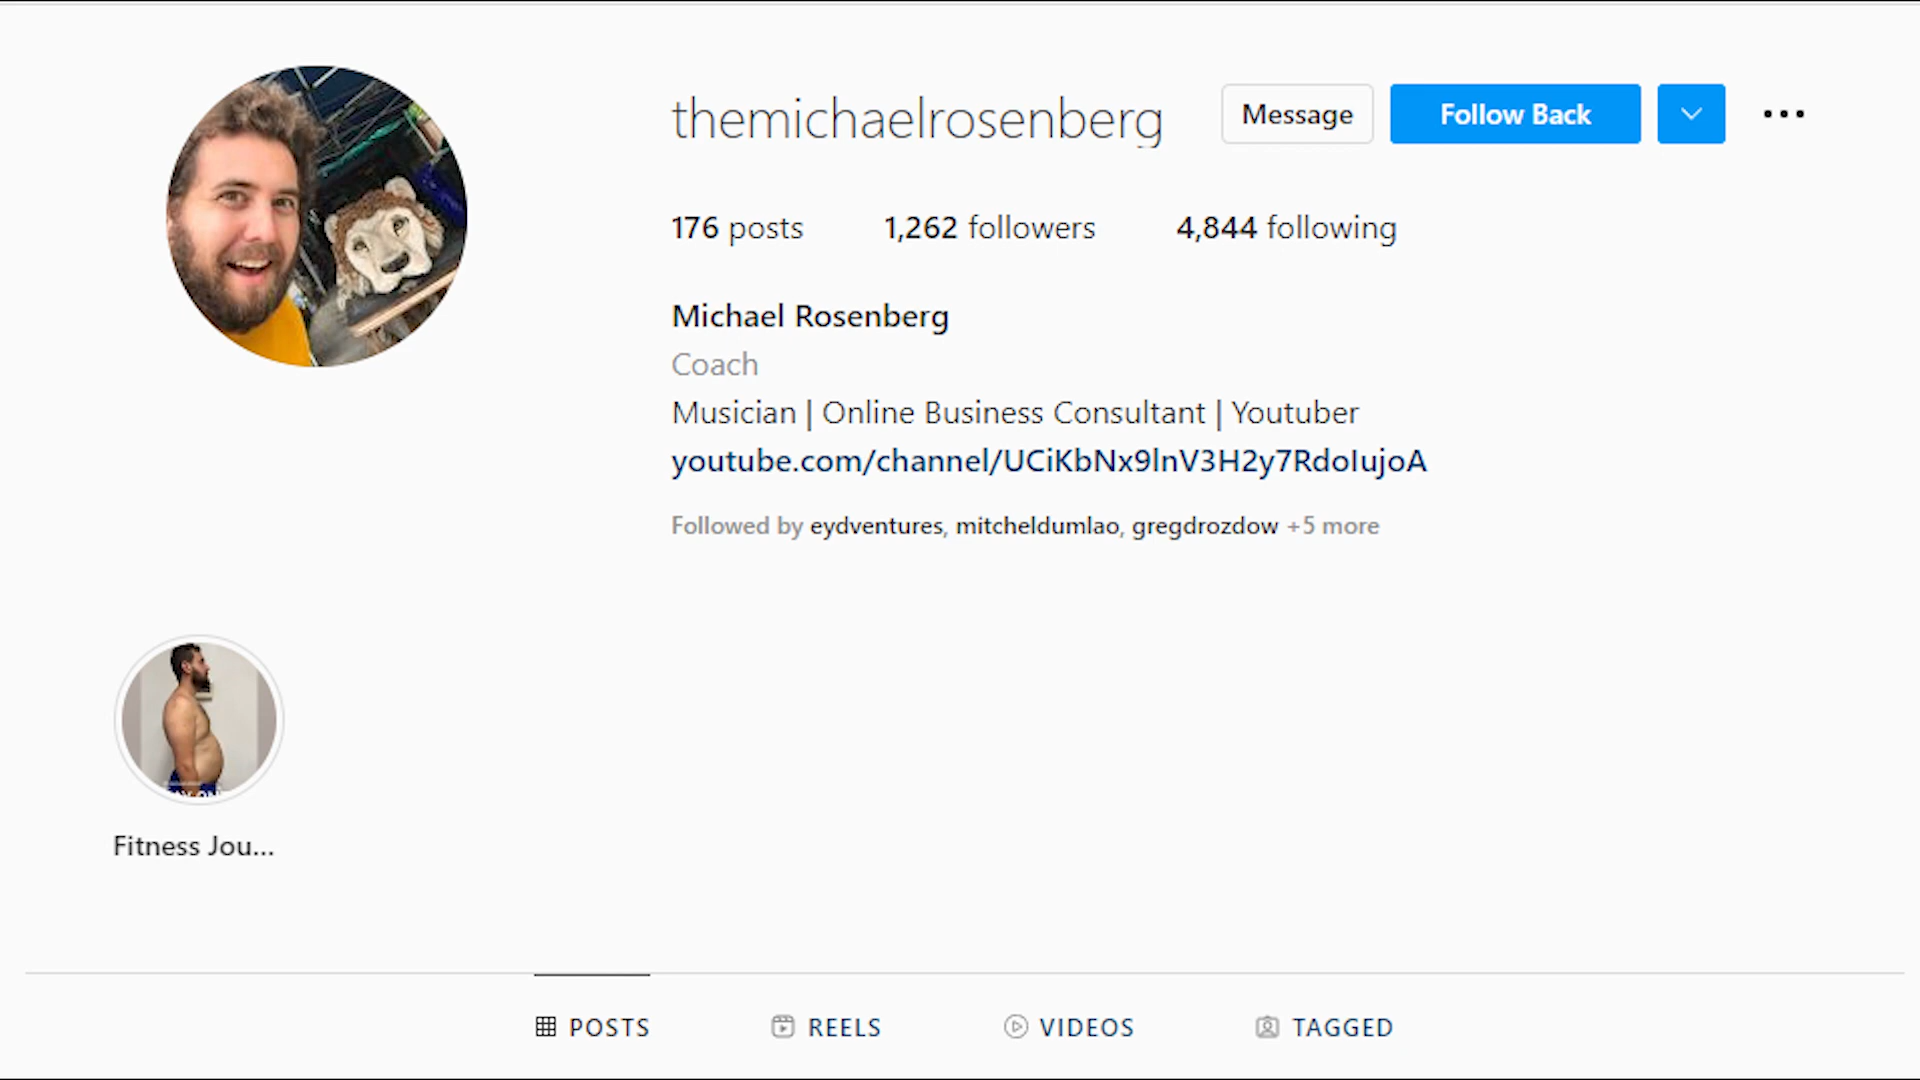 themichaelrosenberg Message Follow Back
176 posts 1,262 followers 4,844 following
Michael Rosenberg
Coach
Musician | Online Business Consultant | Youtuber
youtube.com/channel/UCiKbNx9lnV3H2y7RdoIujoA
Followed by eydventures, mitcheldumlao, gregdrozdow +5 more
Fitness Jou...
POSTS REELS VIDEOS TAGGED